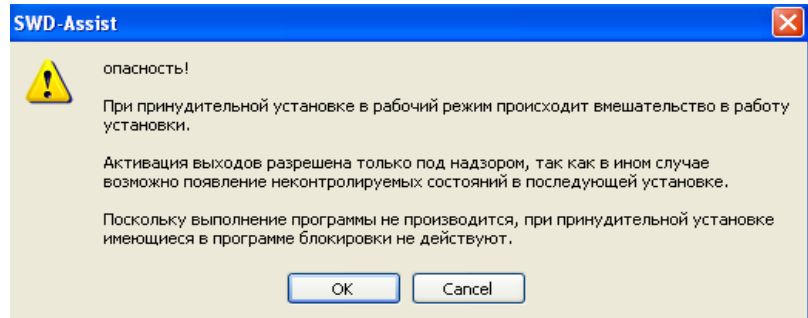 SWD-Assist
опасность!
При принудительной установке в рабочий режим происходит вмешательство в работу
установки.
Активация выходов разрешена только под надзором, так как в ином случае
возможно появление неконтролируемых состояний в последующей установке.
Поскольку выполнение программы не производится, при принудительной установке
имеющиеся в программе блокировки не действуют.
OK
Cancel